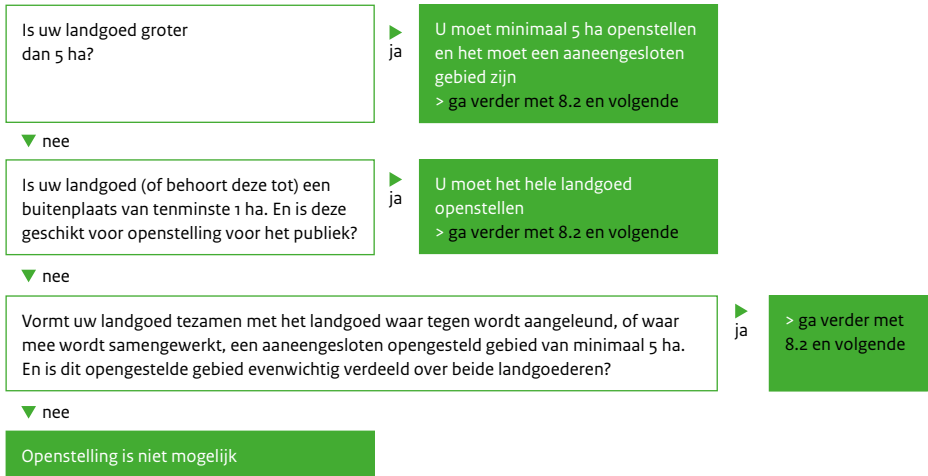 Is uw landgoed groter
dan 5 ha?
ja
U moet minimaal 5 ha openstellen
en het moet een aaneengesloten
gebied zijn
> ga verder met 8.2 en volgende
nee
Is uw landgoed (of behoort deze tot) een
buitenplaats van tenminste 1 ha. En is deze
geschikt voor openstelling voor het publiek?
ja
U moet het hele landgoed
openstellen
> ga verder met 8.2 en volgende
nee
Vormt uw landgoed tezamen met het landgoed waar tegen wordt aangeleund, of waar
mee wordt samengewerkt, een aaneengesloten opengesteld gebied van minimaal 5 ha.
En is dit opengestelde gebied evenwichtig verdeeld over beide landgoederen?
ja
> ga verder met
8.2 en volgende
nee
Openstelling is niet mogelijk